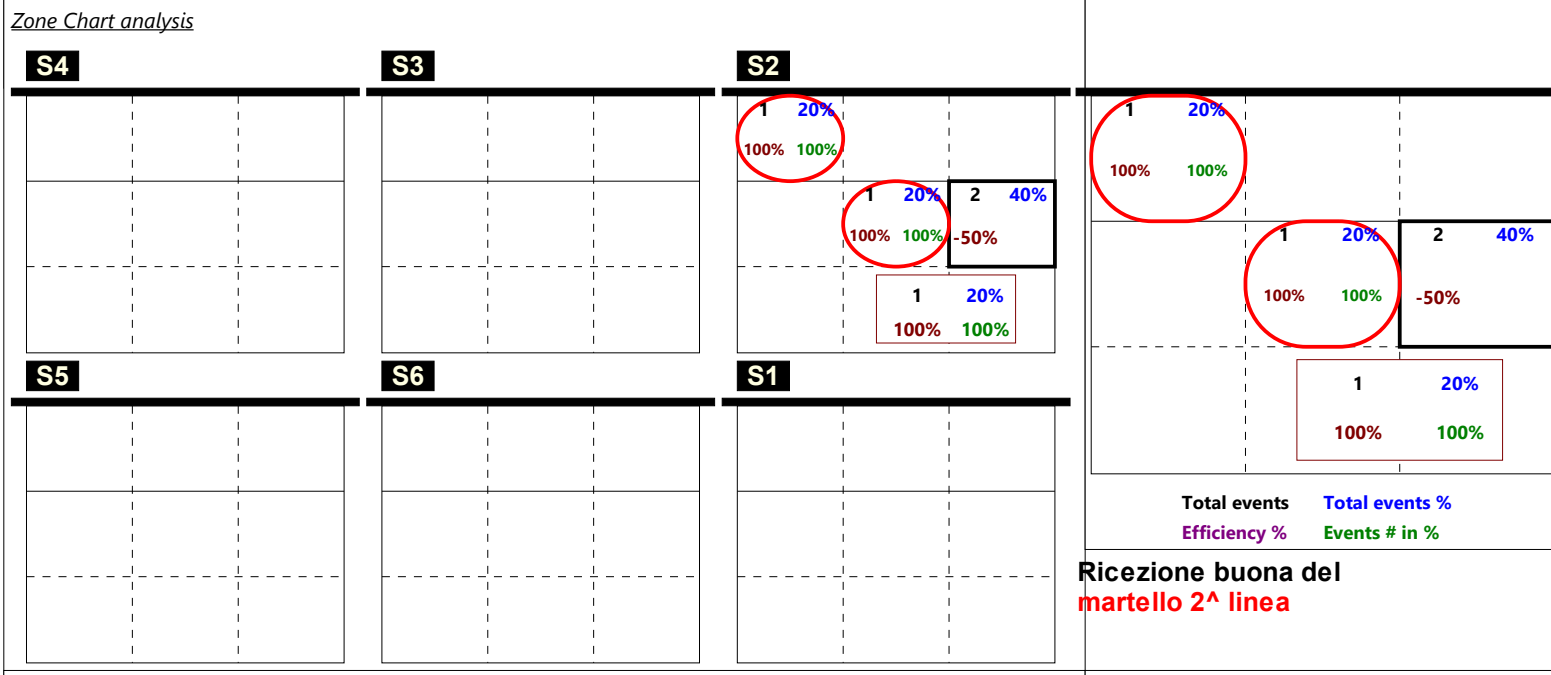 Zone Chart analysis
S4 S3 S2
1 20% 1 20%
100% 100% 100% 100%
1 20% 2 40% 1 20% 2 40%
100% 100% -50% 100% 100% -50%
1 20% 1 20%
100% 100% 100% 100%
S5 S6 S1
Total events Total events %
Efficiency % Events # in %
Ricezione buona del
martello 2^ linea